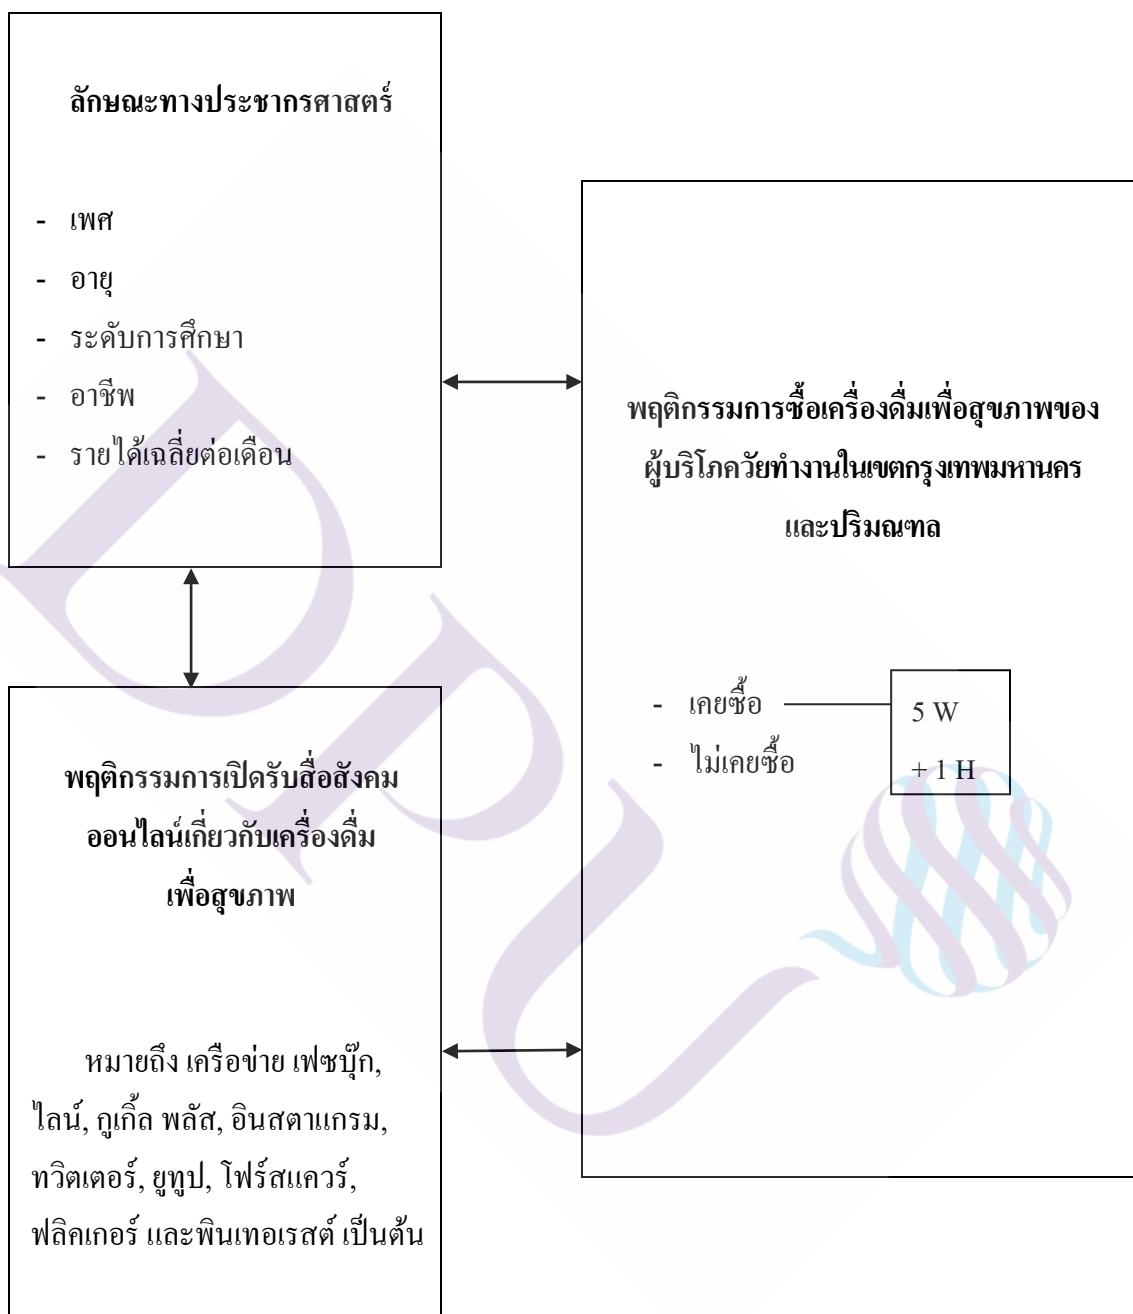 ลักษณะทางประชากรศาสตร์
- เพศ
- อายุ
- ระดับการศึกษา
- อาชีพ
- รายได้เฉลี่ยต่อเดือน
พฤติกรรมการซื้อเครื่องดื่มเพื่อสุขภาพของ
ผู้บริโภควัยทำงานในเขตกรุงเทพมหานคร
และปริมณฑล
- เคยซื้อ
- ไม่เคยซื้อ
5 W
+ 1 H
พฤติกรรมการเปิดรับสื่อสังคม
ออนไลน์เกี่ยวกับเครื่องดื่ม
เพื่อสุขภาพ
หมายถึง เครือข่าย เฟซบุ๊ก,
ไลน์, กูเกิ้ล พลัส, อินสตาแกรม,
ทวิตเตอร์, ยูทูป, โฟร์สแควร์,
ฟลิคเกอร์ และพินเทอเรสต์ เป็นต้น
DPU